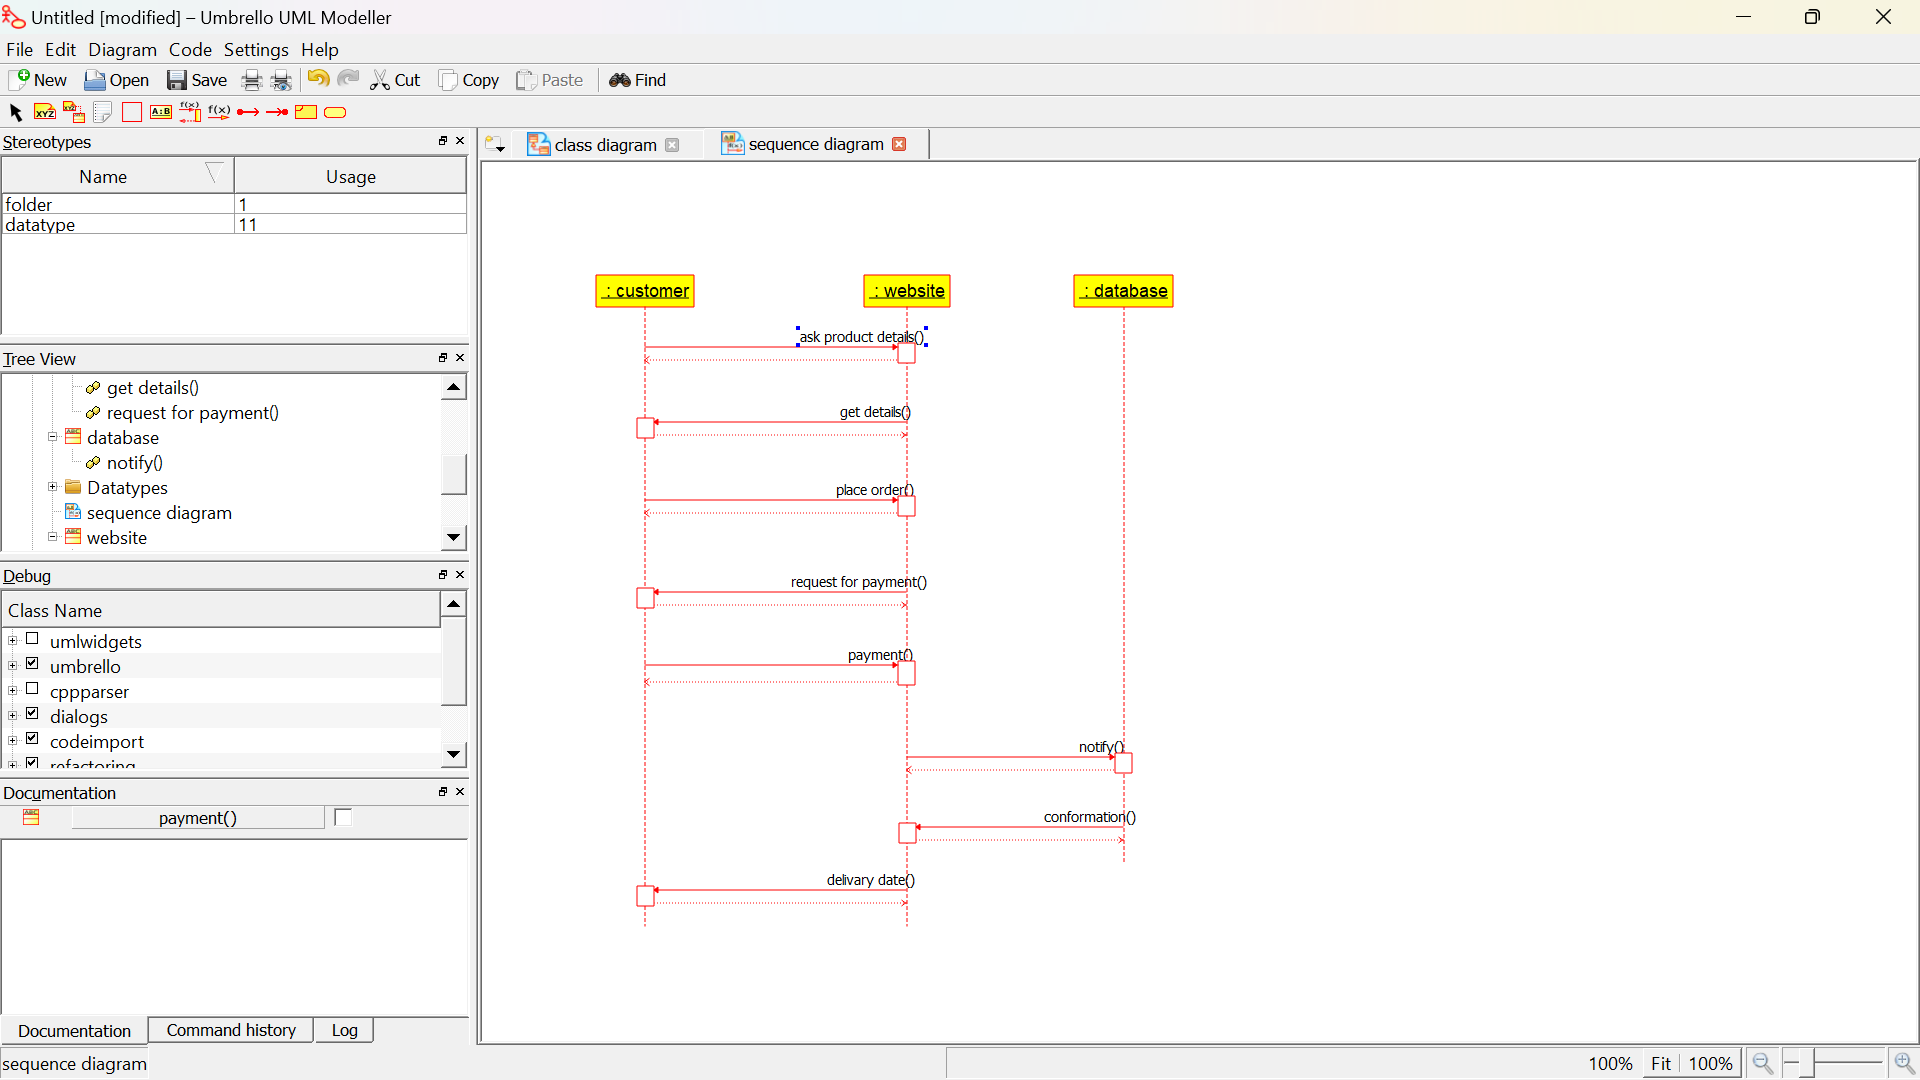 Untitled [modified] – Umbrello UML Modeller
File Edit Diagram Code Settings Help
New Open Save Cut Copy Paste Find
XYZ XYZ A:B f(x) f(x)
Stereotypes
Name Usage
folder 1
datatype 11
Tree View
get details()
request for payment()
database
notify()
Datatypes
sequence diagram
website
Debug
Class Name
umlwidgets
umbrello
cppparser
dialogs
codeimport
refactoring
Documentation
payment()
Documentation Command history Log
sequence diagram
class diagram sequence diagram
: customer : website : database
ask product details()
get details()
place order()
request for payment()
payment()
notify()
conformation()
delivary date()
100% Fit 100%